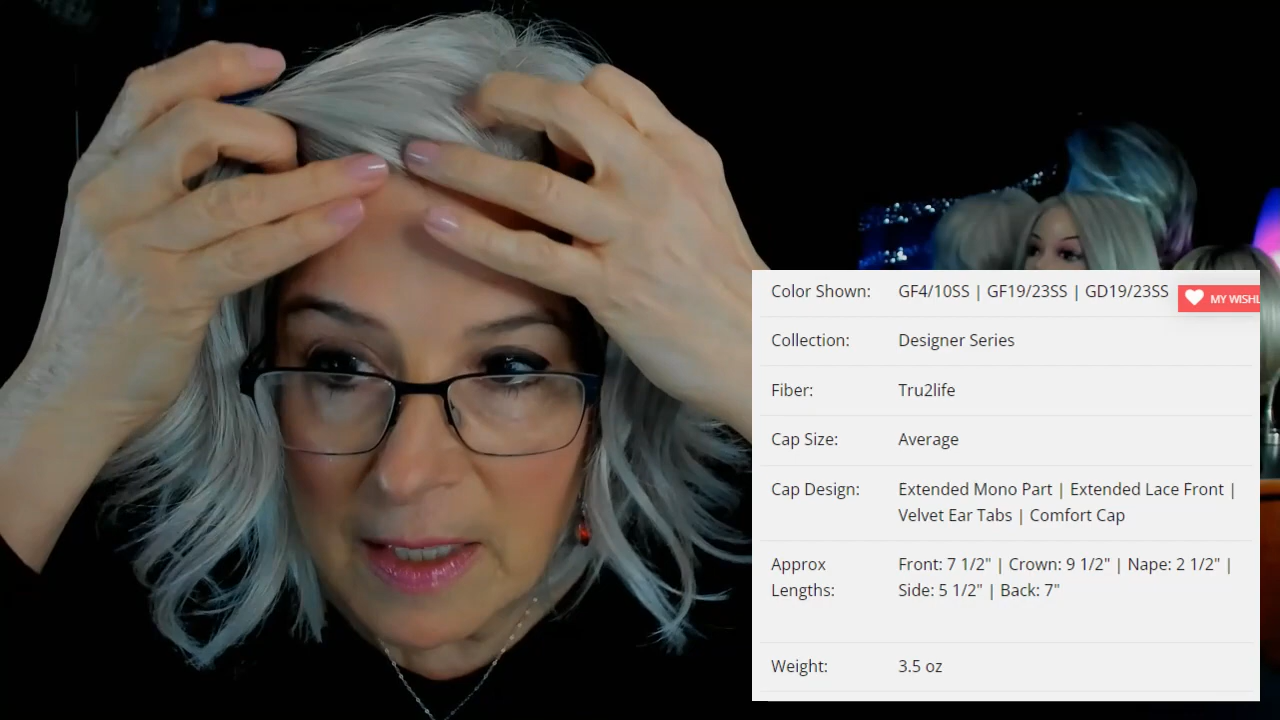 Color Shown: GF4/10SS | GF19/23SS | GD19/23SS
MY WISHL
Collection: Designer Series
Fiber: Tru2life
Cap Size: Average
Cap Design: Extended Mono Part | Extended Lace Front |
Velvet Ear Tabs | Comfort Cap
Approx Front: 7 1/2" | Crown: 9 1/2" | Nape: 2 1/2" |
Lengths: Side: 5 1/2" | Back: 7"
Weight: 3.5 oz